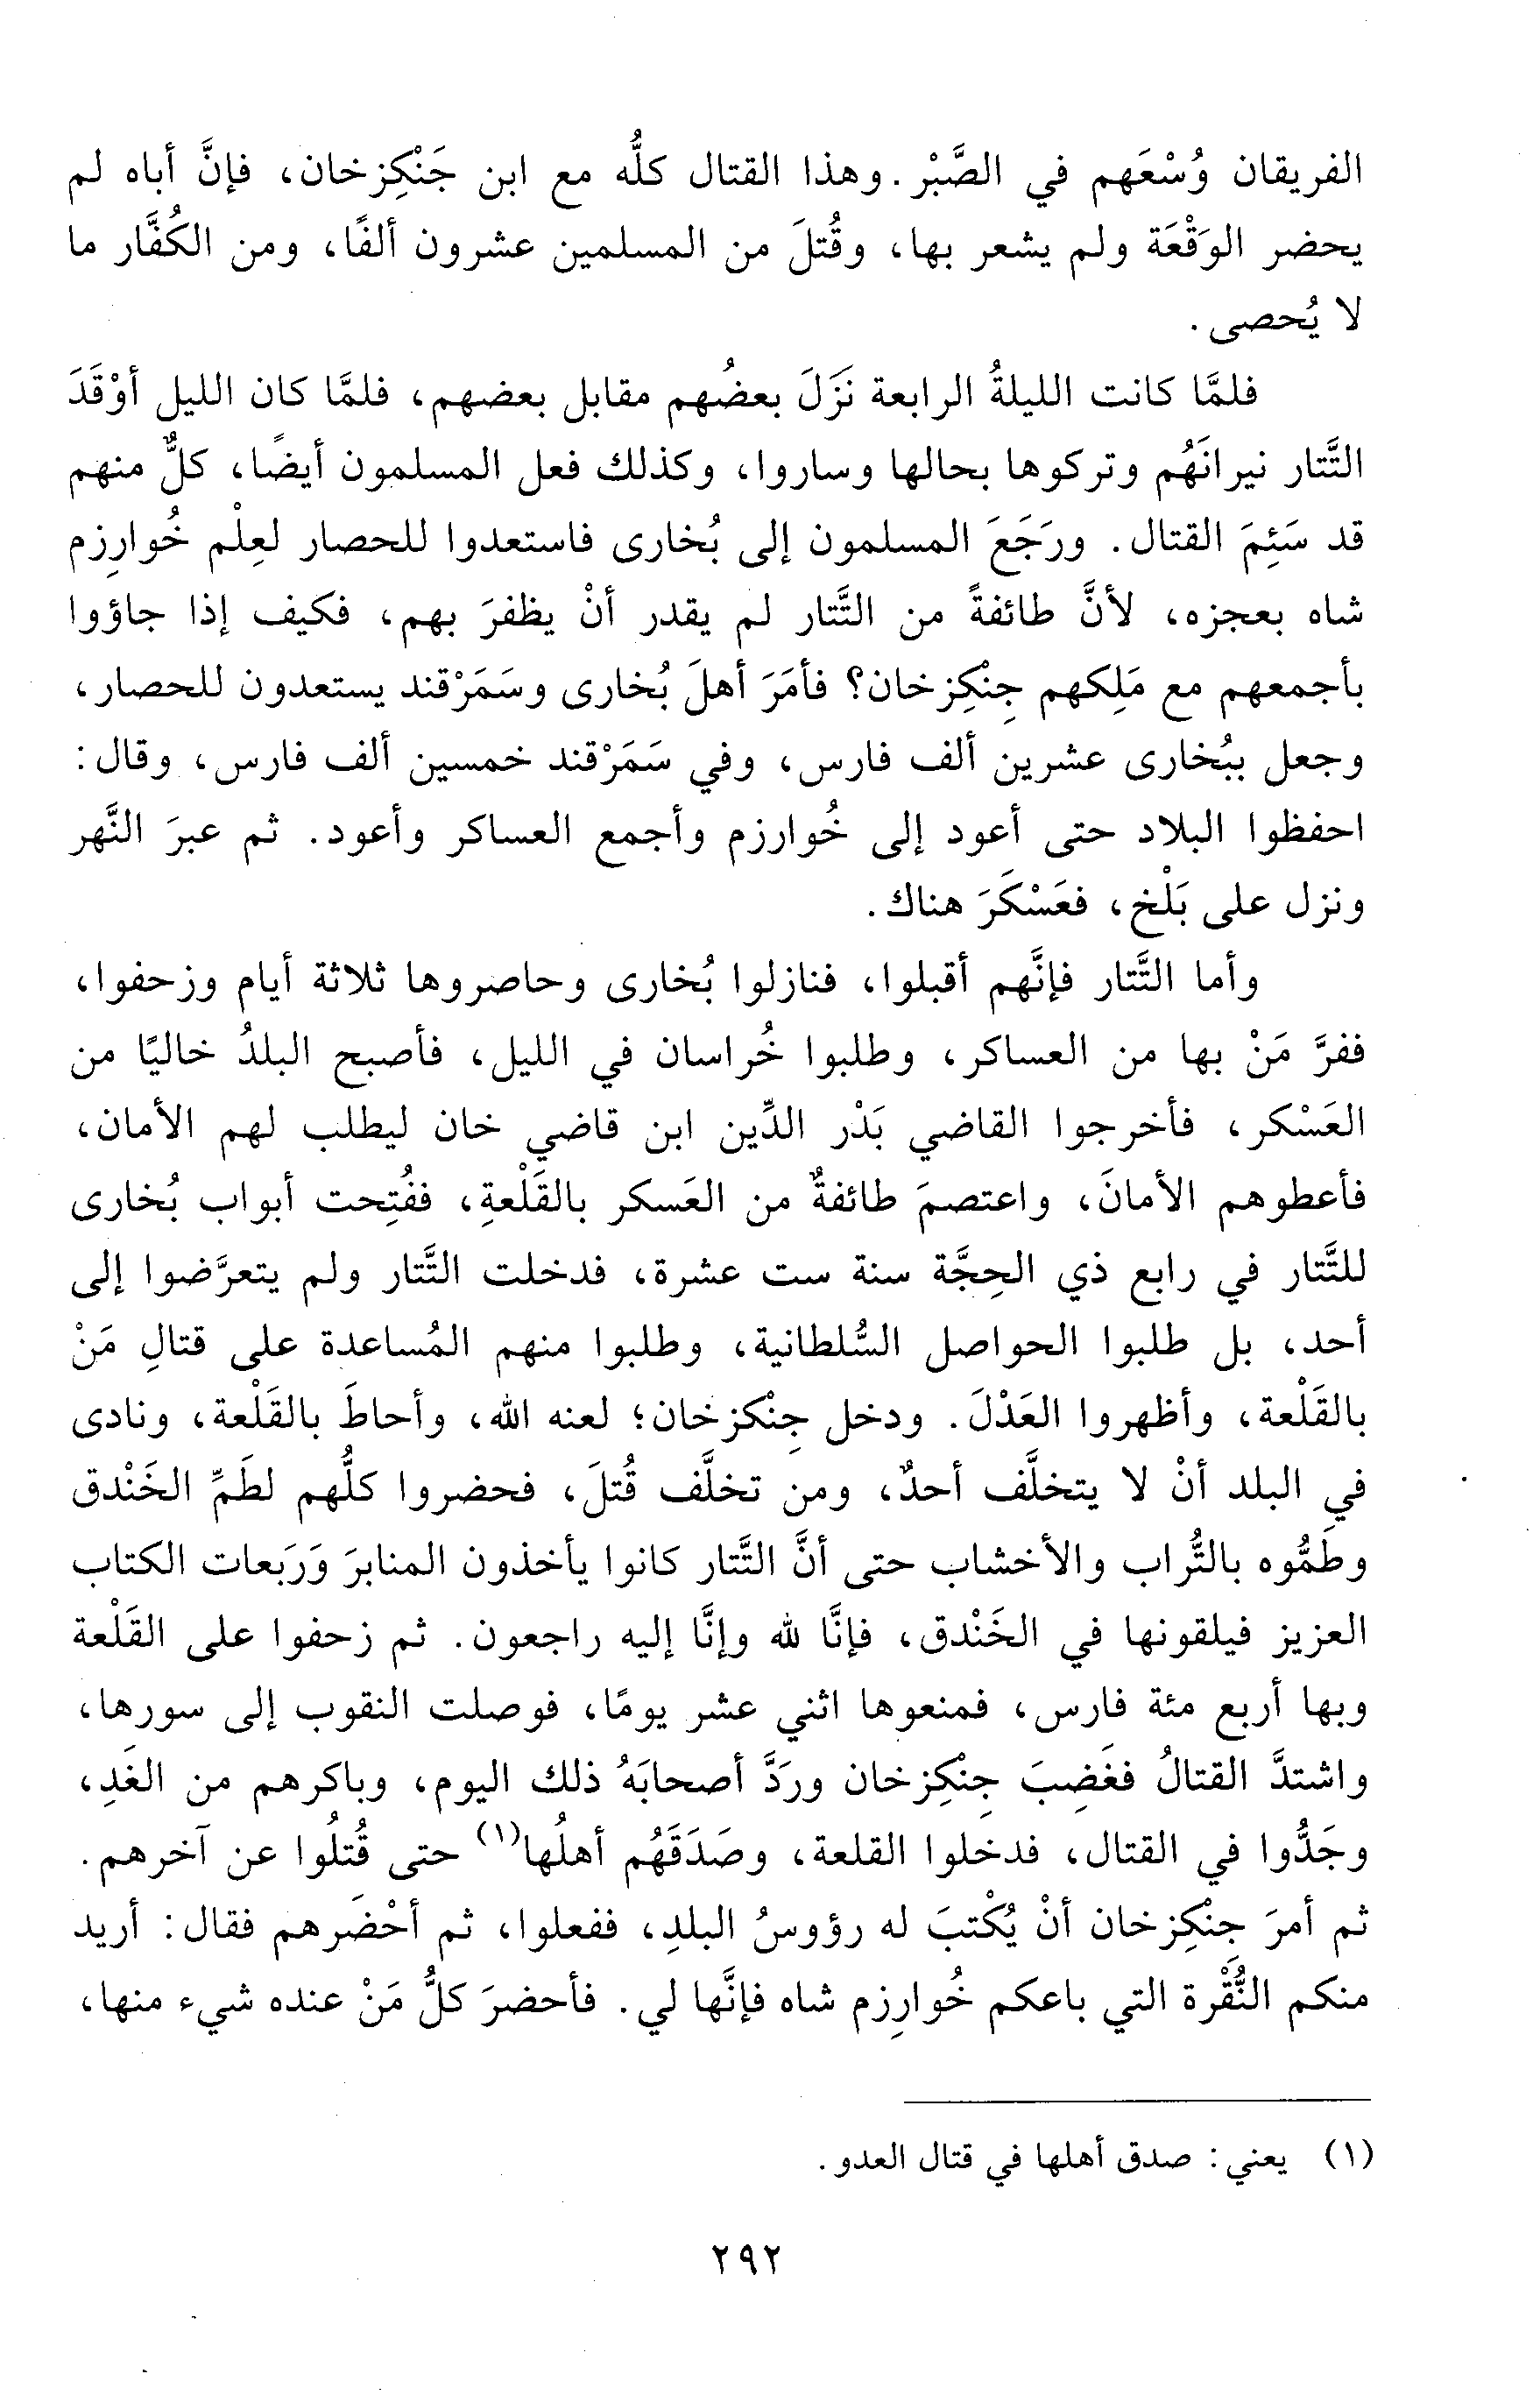 الفريقان وُسْعَهم في الصَّبْر. وهذا القتال كلُّه مع ابن جَنْكِزخان، فإنَّ أباه لم
يحضر الوَقْعَة ولم يشعر بها، وقُتلَ من المسلمين عشرون ألفًا، ومن الكُفَّار ما
لا يُحصى.
فلمَّا كانت الليلةُ الرابعة نَزَلَ بعضُهم مقابل بعضهم، فلمَّا كان الليل أوْقَدَ
التَّتار نيرانَهُم وتركوها بحالها وساروا، وكذلك فعل المسلمون أيضًا، كلٌّ منهم
قد سَئِمَ القتال. ورَجَعَ المسلمون إلى بُخارى فاستعدوا للحصار لعِلْم خُوارِزم
شاه بعجزه، لأنَّ طائفةً من التَّتار لم يقدر أنْ يظفرَ بهم، فكيف إذا جاؤوا
بأجمعهم مع مَلِكهم جِنْكِزخان؟ فأمَرَ أهلَ بُخارى وسَمَرْقند يستعدون للحصار،
وجعل ببُخارى عشرين ألف فارس، وفي سَمَرْقند خمسين ألف فارس، وقال:
احفظوا البلاد حتى أعود إلى خُوارزم وأجمع العساكر وأعود. ثم عبرَ النَّهر
ونزل على بَلْخ، فعَسْكَرَ هناك.
وأما التَّتار فإنَّهم أقبلوا، فنازلوا بُخارى وحاصروها ثلاثة أيام وزحفوا،
ففرَّ مَنْ بها من العساكر، وطلبوا خُراسان في الليل، فأصبح البلدُ خاليًا من
العَسْكر، فأخرجوا القاضي بَدْر الدِّين ابن قاضي خان ليطلب لهم الأمان،
فأعطوهم الأمانَ، واعتصمَ طائفةٌ من العَسكر بالقَلْعةِ، ففُتِحت أبواب بُخارى
للتَّتار في رابع ذي الحِجَّة سنة ست عشرة، فدخلت التَّتار ولم يتعرَّضوا إلى
أحد، بل طلبوا الحواصل السُّلطانية، وطلبوا منهم المُساعدة على قتالِ مَنْ
بالقَلْعة، وأظهروا العَدْلَ. ودخل جِنْكزخان؛ لعنه الله، وأحاطَ بالقَلْعة، ونادى
في البلد أنْ لا يتخلَّف أحدٌ، ومن تخلَّف قُتلَ، فحضروا كلُّهم لطَمِّ الخَنْدق
وطَمُّوه بالتُّراب والأخشاب حتى أنَّ التَّتار كانوا يأخذون المنابرَ وَرَبعات الكتاب
العزيز فيلقونها في الخَنْدق، فإنَّا لله وإنَّا إليه راجعون. ثم زحفوا على القَلْعة
وبها أربع مئة فارس، فمنعوها اثني عشر يومًا، فوصلت النقوب إلى سورها،
واشتدَّ القتالُ فغَضِبَ جِنْكِزخان وردَّ أصحابَهُ ذلك اليوم، وباكرهم من الغَدِ،
وجَدُّوا في القتال، فدخلوا القلعة، وصَدَقَهُم أهلُها(١) حتى قُتلُوا عن آخرهم.
ثم أمرَ جِنْكِزخان أنْ يُكْتبَ له رؤوسُ البلدِ، ففعلوا، ثم أحْضَرهم فقال: أريد
منكم النُّقْرة التي باعكم خُوارِزم شاه فإنَّها لي. فأحضرَ كلُّ مَنْ عنده شيء منها،
(١) يعني: صدق أهلها في قتال العدو.
٢٩٢